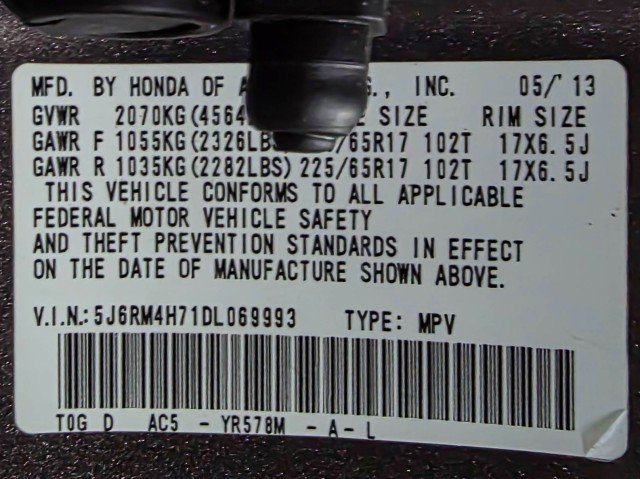 MFD. BY HONDA OF INC. 05/'13
GVWR 2070KG(4564 SIZE RIM SIZE
GAWR F 1055KG(2326LBS 65R17 102T 17X6.5J
GAWR R 1035KG(2282LBS) 225/65R17 102T 17X6.5J
THIS VEHICLE CONFORMS TO ALL APPLICABLE
FEDERAL MOTOR VEHICLE SAFETY
AND THEFT PREVENTION STANDARDS IN EFFECT
ON THE DATE OF MANUFACTURE SHOWN ABOVE.
V.I.N.: 5J6RM4H71DL069993 TYPE: MPV
TOG D AC5 - YR578M - A - L